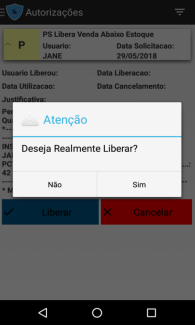 Autorizações
P
PS Libera Venda Abaixo Estoque
Usuario: Data Solicitacao:
JANE 29/05/2018
Usuario Liberou: Data Liberacao:
Data Utilizacao: Data Cancelamento:
Justificativa:
Atenção
Deseja Realmente Liberar?
Não Sim
42
Liberar Cancelar